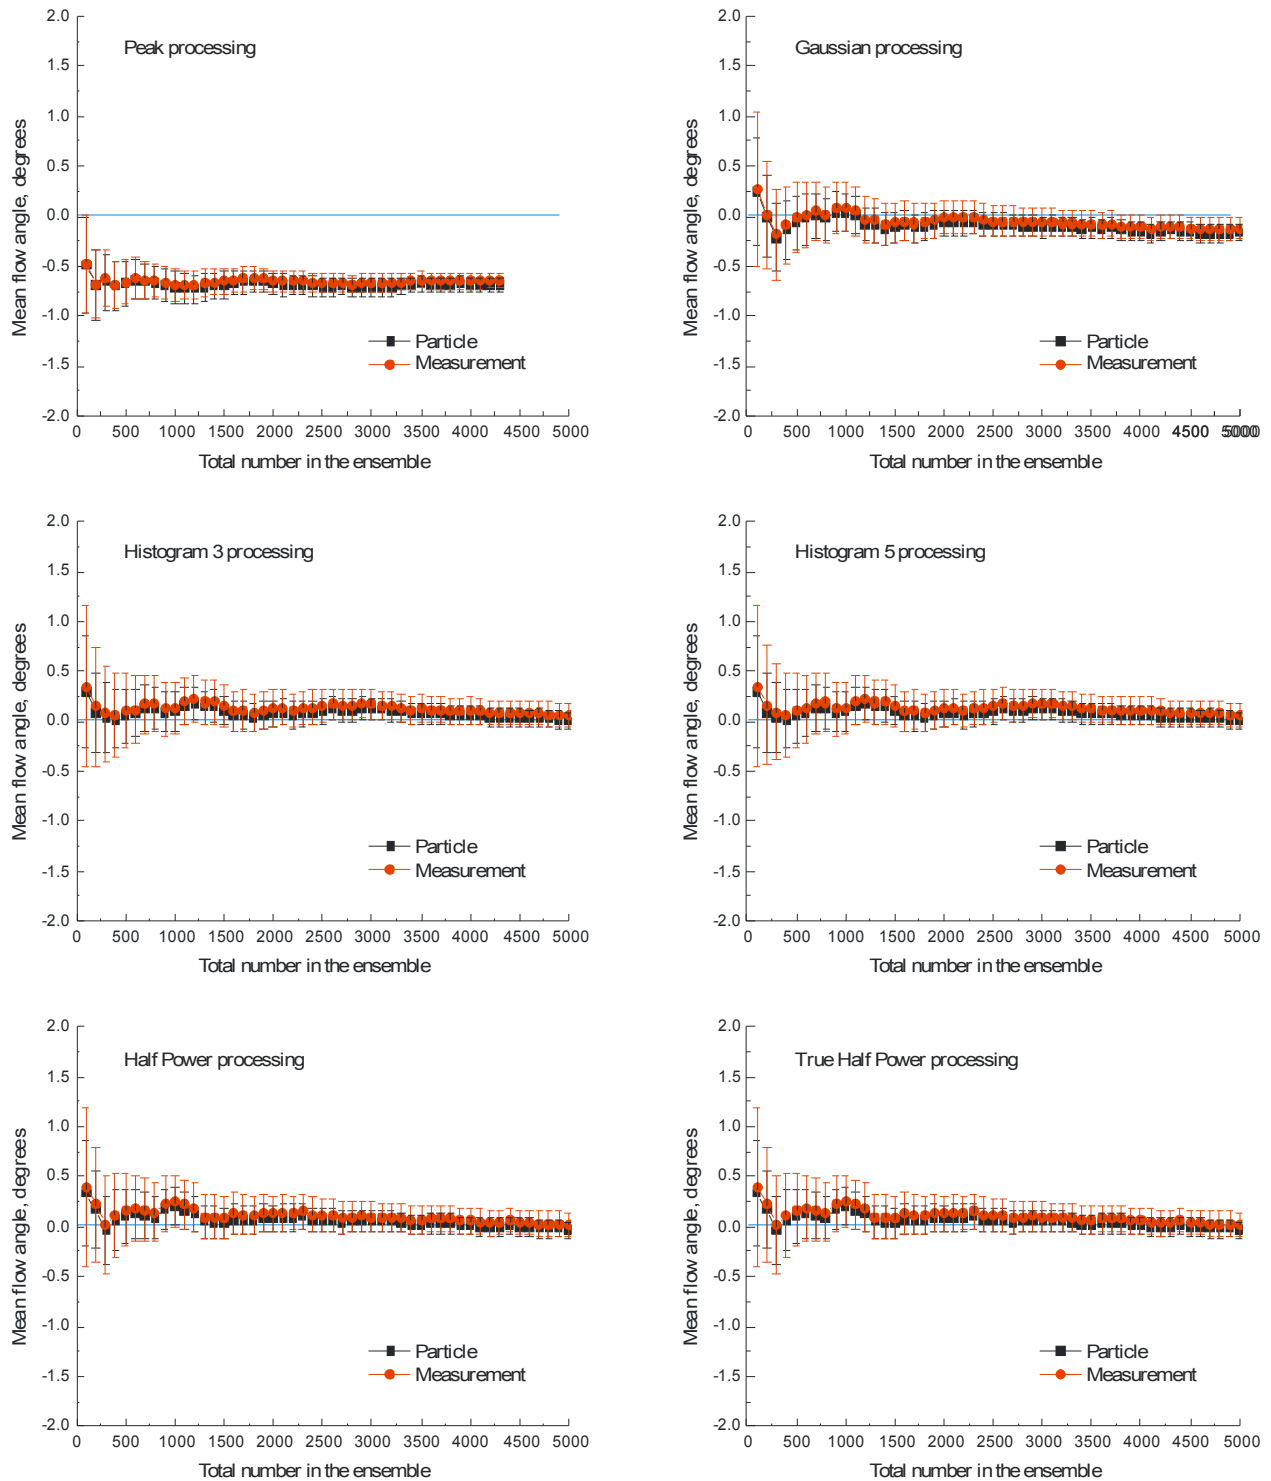 Peak processing
2.0
1.5
1.0
0.5
0.0
-0.5
-1.0
-1.5
-2.0
Mean flow angle, degrees
Particle
Measurement
0 500 1000 1500 2000 2500 3000 3500 4000 4500 5000
Total number in the ensemble
Gaussian processing
2.0
1.5
1.0
0.5
0.0
-0.5
-1.0
-1.5
-2.0
Mean flow angle, degrees
Particle
Measurement
0 500 1000 1500 2000 2500 3000 3500 4000 4500 5000
Total number in the ensemble
Histogram 3 processing
2.0
1.5
1.0
0.5
0.0
-0.5
-1.0
-1.5
-2.0
Mean flow angle, degrees
Particle
Measurement
0 500 1000 1500 2000 2500 3000 3500 4000 4500 5000
Total number in the ensemble
Histogram 5 processing
2.0
1.5
1.0
0.5
0.0
-0.5
-1.0
-1.5
-2.0
Mean flow angle, degrees
Particle
Measurement
0 500 1000 1500 2000 2500 3000 3500 4000 4500 5000
Total number in the ensemble
Half Power processing
2.0
1.5
1.0
0.5
0.0
-0.5
-1.0
-1.5
-2.0
Mean flow angle, degrees
Particle
Measurement
0 500 1000 1500 2000 2500 3000 3500 4000 4500 5000
Total number in the ensemble
True Half Power processing
2.0
1.5
1.0
0.5
0.0
-0.5
-1.0
-1.5
-2.0
Mean flow angle, degrees
Particle
Measurement
0 500 1000 1500 2000 2500 3000 3500 4000 4500 5000
Total number in the ensemble